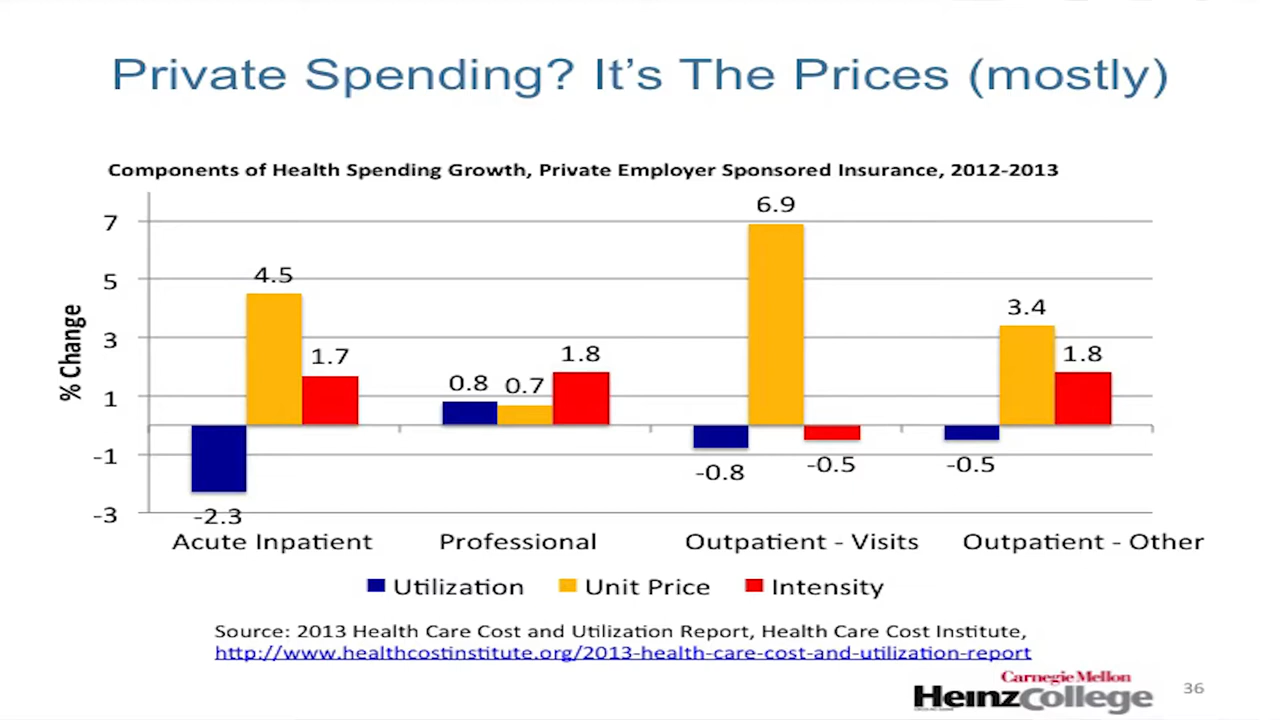 Private Spending? It's The Prices (mostly)
Components of Health Spending Growth, Private Employer Sponsored Insurance, 2012-2013
% Change
7
5
3
1
-1
-3
-2.3
4.5
1.7
0.8
0.7
1.8
-0.8
6.9
-0.5
-0.5
3.4
1.8
Acute Inpatient
Professional
Outpatient - Visits
Outpatient - Other
Utilization
Unit Price
Intensity
Source: 2013 Health Care Cost and Utilization Report, Health Care Cost Institute,
http://www.healthcostinstitute.org/2013-health-care-cost-and-utilization-report
Carnegie Mellon
HeinzCollege
36